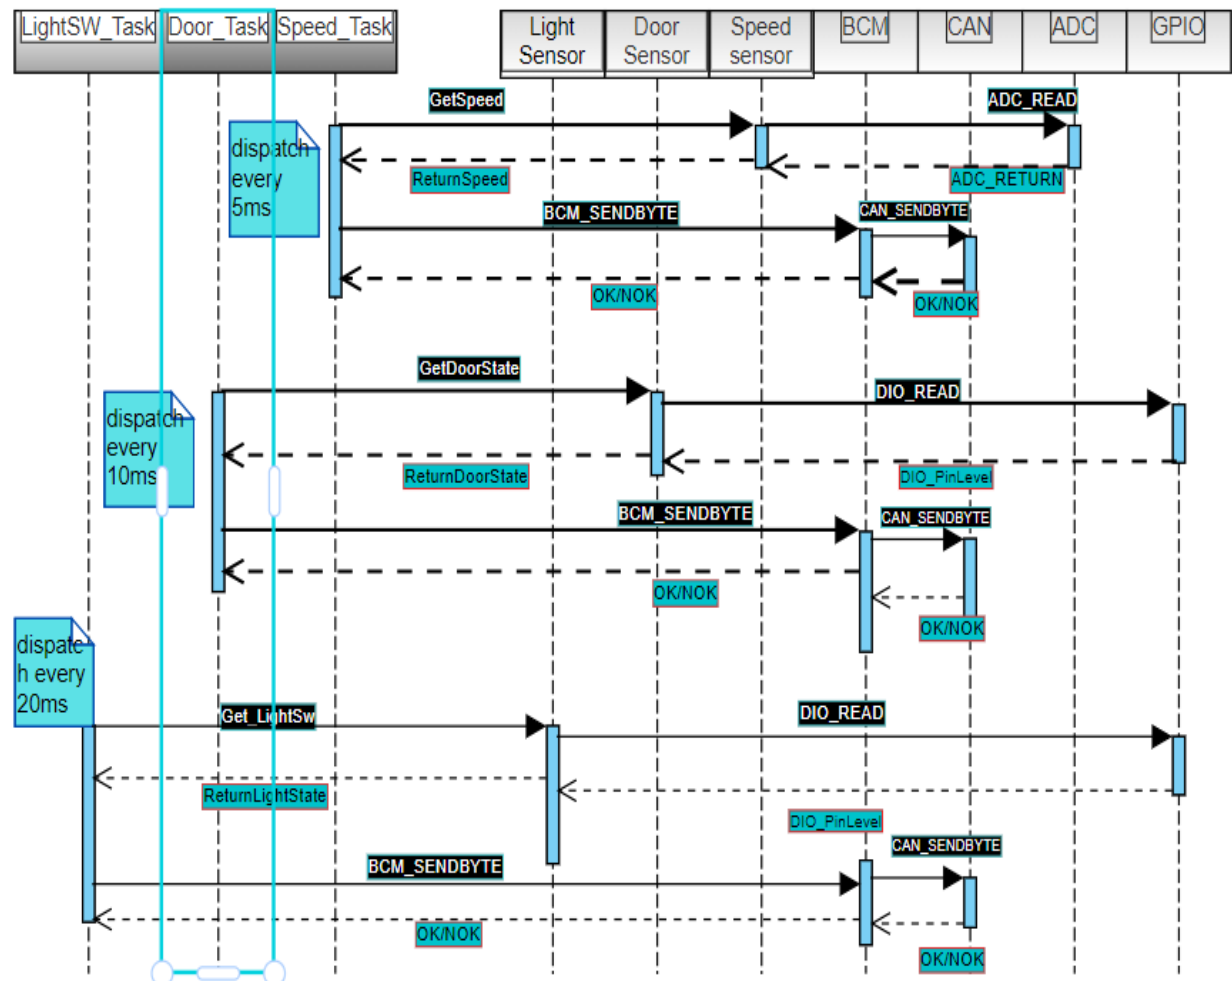 LightSW_Task Door_Task Speed_Task Light Sensor Door Sensor Speed sensor BCM CAN ADC GPIO
GetSpeed
ADC_READ
dispatch
every
5ms
ReturnSpeed
ADC_RETURN
BCM_SENDBYTE
CAN_SENDBYTE
OK/NOK
OK/NOK
GetDoorState
DIO_READ
dispatch
every
10ms
ReturnDoorState
DIO_PinLevel
BCM_SENDBYTE
CAN_SENDBYTE
OK/NOK
OK/NOK
dispatc
h every
20ms
Get_LightSw
DIO_READ
ReturnLightState
DIO_PinLevel
BCM_SENDBYTE
CAN_SENDBYTE
OK/NOK
OK/NOK